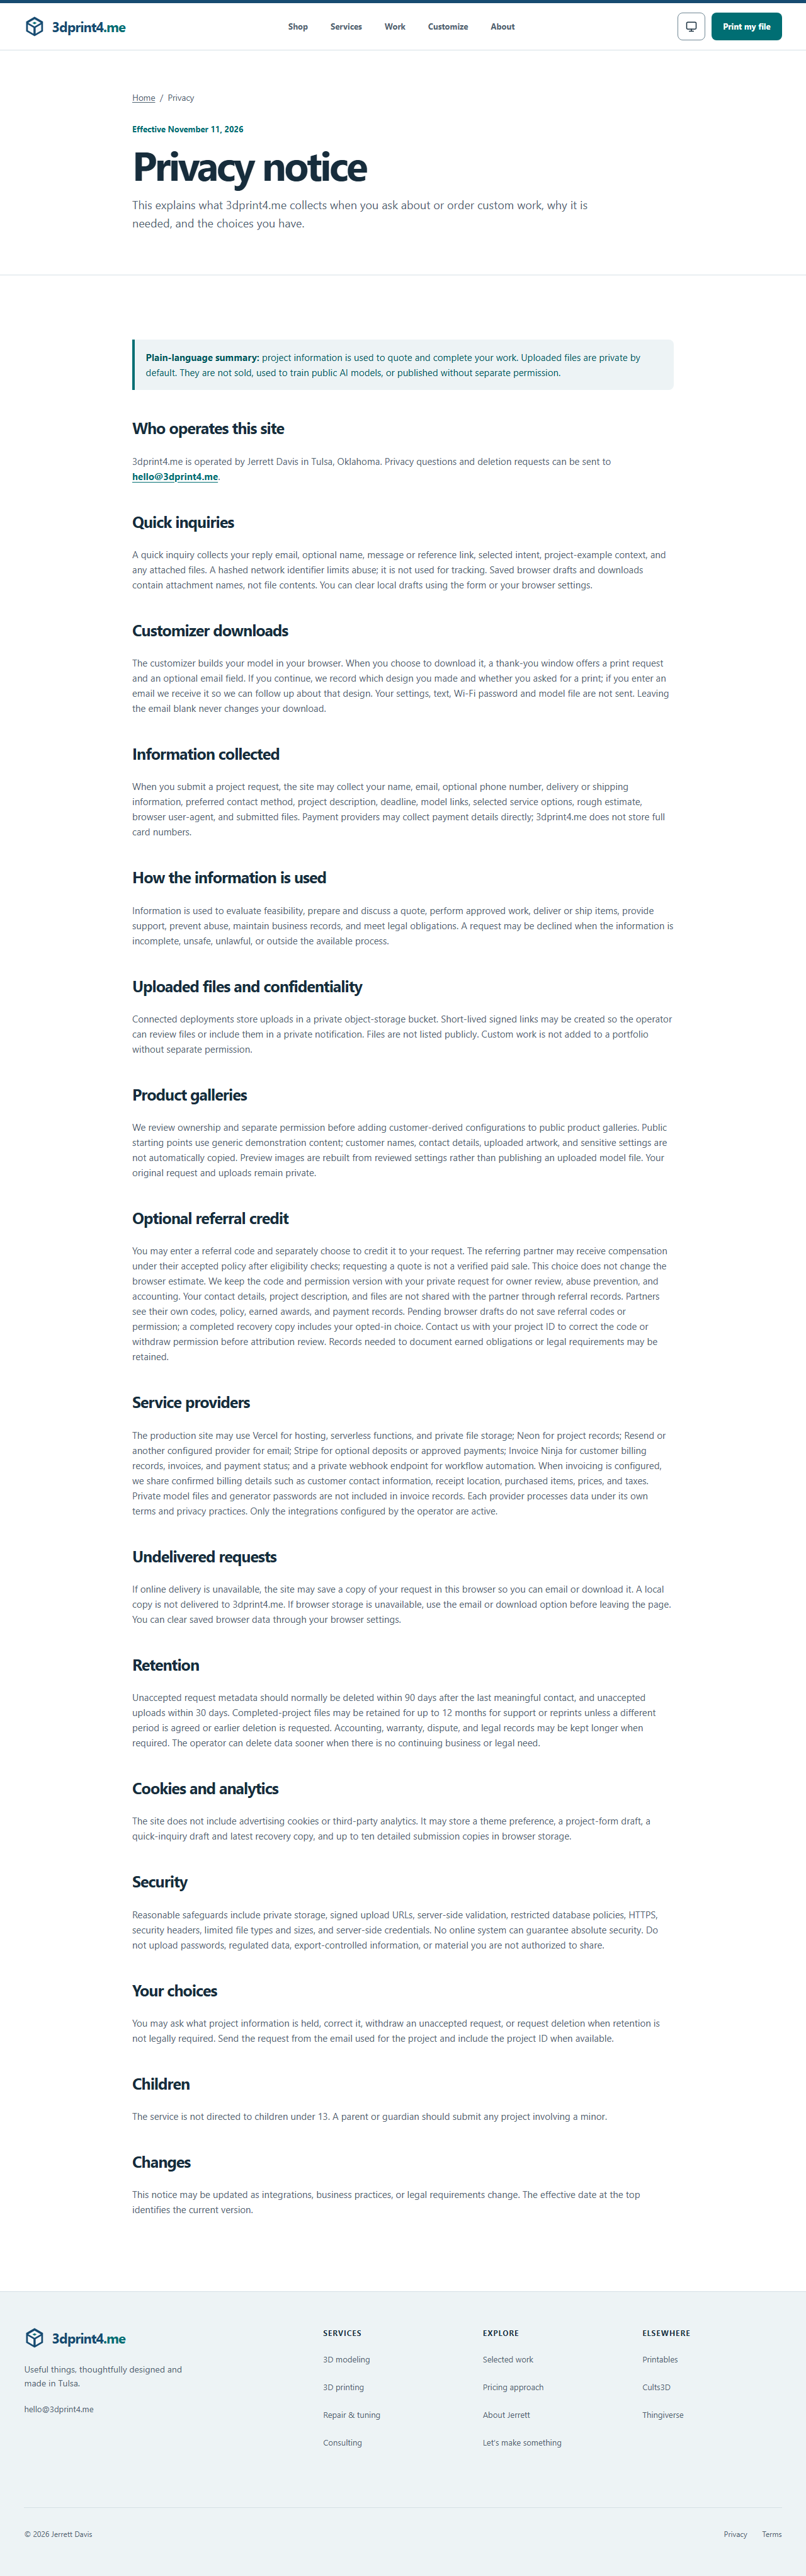 3dprint4.me
Shop
Services
Work
Customize
About
Print my file
Home / Privacy
Effective November 11, 2026
Privacy notice
This explains what 3dprint4.me collects when you ask about or order custom work, why it is
needed, and the choices you have.
Plain-language summary: project information is used to quote and complete your work. Uploaded files are private by
default. They are not sold, used to train public AI models, or published without separate permission.
Who operates this site
3dprint4.me is operated by Jerrett Davis in Tulsa, Oklahoma. Privacy questions and deletion requests can be sent to
hello@3dprint4.me.
Quick inquiries
A quick inquiry collects your reply email, optional name, message or reference link, selected intent, project-example context, and
any attached files. A hashed network identifier limits abuse; it is not used for tracking. Saved browser drafts and downloads
contain attachment names, not file contents. You can clear local drafts using the form or your browser settings.
Customizer downloads
The customizer builds your model in your browser. When you choose to download it, a thank-you window offers a print request
and an optional email field. If you continue, we record which design you made and whether you asked for a print; if you enter an
email we receive it so we can follow up about that design. Your settings, text, Wi-Fi password and model file are not sent. Leaving
the email blank never changes your download.
Information collected
When you submit a project request, the site may collect your name, email, optional phone number, delivery or shipping
information, preferred contact method, project description, deadline, model links, selected service options, rough estimate,
browser user-agent, and submitted files. Payment providers may collect payment details directly; 3dprint4.me does not store full
card numbers.
How the information is used
Information is used to evaluate feasibility, prepare and discuss a quote, perform approved work, deliver or ship items, provide
support, prevent abuse, maintain business records, and meet legal obligations. A request may be declined when the information is
incomplete, unsafe, unlawful, or outside the available process.
Uploaded files and confidentiality
Connected deployments store uploads in a private object-storage bucket. Short-lived signed links may be created so the operator
can review files or include them in a private notification. Files are not listed publicly. Custom work is not added to a portfolio
without separate permission.
Product galleries
We review ownership and separate permission before adding customer-derived configurations to public product galleries. Public
starting points use generic demonstration content; customer names, contact details, uploaded artwork, and sensitive settings are
not automatically copied. Preview images are rebuilt from reviewed settings rather than publishing an uploaded model file. Your
original request and uploads remain private.
Optional referral credit
You may enter a referral code and separately choose to credit it to your request. The referring partner may receive compensation
under their accepted policy after eligibility checks; requesting a quote is not a verified paid sale. This choice does not change the
browser estimate. We keep the code and permission version with your private request for owner review, abuse prevention, and
accounting. Your contact details, project description, and files are not shared with the partner through referral records. Partners
see their own codes, policy, earned awards, and payment records. Pending browser drafts do not save referral codes or
permission; a completed recovery copy includes your opted-in choice. Contact us with your project ID to correct the code or
withdraw permission before attribution review. Records needed to document earned obligations or legal requirements may be
retained.
Service providers
The production site may use Vercel for hosting, serverless functions, and private file storage; Neon for project records; Resend or
another configured provider for email; Stripe for optional deposits or approved payments; Invoice Ninja for customer billing
records, invoices, and payment status; and a private webhook endpoint for workflow automation. When invoicing is configured,
we share confirmed billing details such as customer contact information, receipt location, purchased items, prices, and taxes.
Private model files and generator passwords are not included in invoice records. Each provider processes data under its own
terms and privacy practices. Only the integrations configured by the operator are active.
Undelivered requests
If online delivery is unavailable, the site may save a copy of your request in this browser so you can email or download it. A local
copy is not delivered to 3dprint4.me. If browser storage is unavailable, use the email or download option before leaving the page.
You can clear saved browser data through your browser settings.
Retention
Unaccepted request metadata should normally be deleted within 90 days after the last meaningful contact, and unaccepted
uploads within 30 days. Completed-project files may be retained for up to 12 months for support or reprints unless a different
period is agreed or earlier deletion is requested. Accounting, warranty, dispute, and legal records may be kept longer when
required. The operator can delete data sooner when there is no continuing business or legal need.
Cookies and analytics
The site does not include advertising cookies or third-party analytics. It may store a theme preference, a project-form draft, a
quick-inquiry draft and latest recovery copy, and up to ten detailed submission copies in browser storage.
Security
Reasonable safeguards include private storage, signed upload URLs, server-side validation, restricted database policies, HTTPS,
security headers, limited file types and sizes, and server-side credentials. No online system can guarantee absolute security. Do
not upload passwords, regulated data, export-controlled information, or material you are not authorized to share.
Your choices
You may ask what project information is held, correct it, withdraw an unaccepted request, or request deletion when retention is
not legally required. Send the request from the email used for the project and include the project ID when available.
Children
The service is not directed to children under 13. A parent or guardian should submit any project involving a minor.
Changes
This notice may be updated as integrations, business practices, or legal requirements change. The effective date at the top
identifies the current version.
3dprint4.me
Useful things, thoughtfully designed and
made in Tulsa.
hello@3dprint4.me
SERVICES
3D modeling
3D printing
Repair & tuning
Consulting
EXPLORE
Selected work
Pricing approach
About Jerrett
Let's make something
ELSEWHERE
Printables
Cults3D
Thingiverse
© 2026 Jerrett Davis
Privacy
Terms